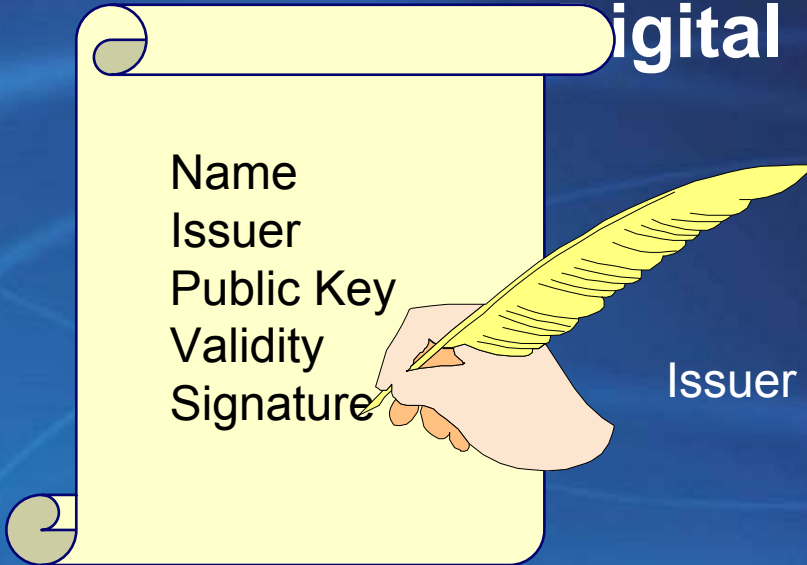 igital
Name
Issuer
Public Key
Validity
Signature
Issuer